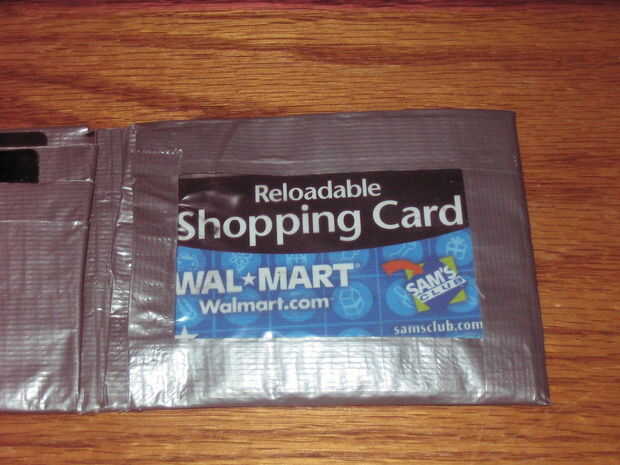 Reloadable
Shopping Card
WAL★MART
Walmart.com
SAM'S
CLUB
samsclub.com